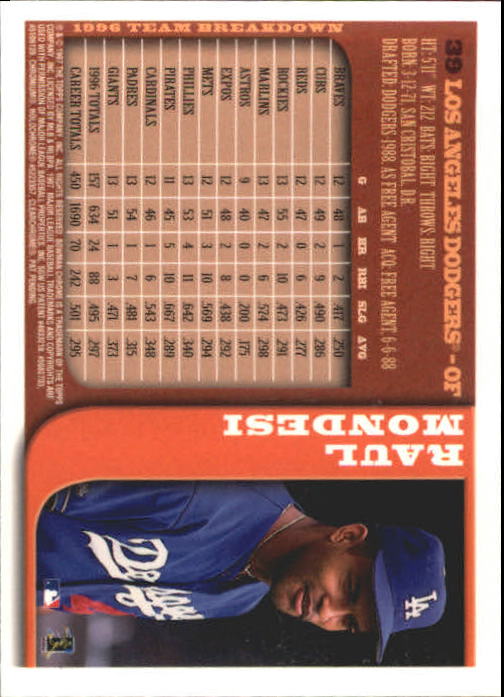 39 LOS ANGELES DODGERS™-OF
HT: 5'11" WT: 212 BATS: RIGHT THROWS: RIGHT
BORN: 3-12-71, SAN CRISTOBAL, D.R.
DRAFTED: DODGERS 1988, AS FREE AGENT ACQ: FREE AGENT, 6-6-88
G AB HR RBI SLG AVG
BRAVES 12 48 1 2 .417 .250
CUBS 12 49 2 9 .490 .286
REDS 12 47 0 6 .426 .277
ROCKIES 13 55 2 10 .473 .291
MARLINS 13 47 2 6 .574 .298
ASTROS 9 40 0 0 .200 .175
EXPOS 12 48 2 8 .438 .292
METS 12 51 3 10 .569 .294
PHILLIES 13 53 4 11 .642 .340
PIRATES 11 45 5 10 .667 .289
CARDINALS 12 46 1 6 .543 .348
PADRES 13 54 1 7 .481 .315
GIANTS 13 51 1 3 .471 .373
1996 TOTALS 157 634 24 88 .495 .297
CAREER TOTALS 450 1690 70 242 .501 .295
1996 TEAM BREAKDOWN
RAUL
MONDESI
Dodgers
LA